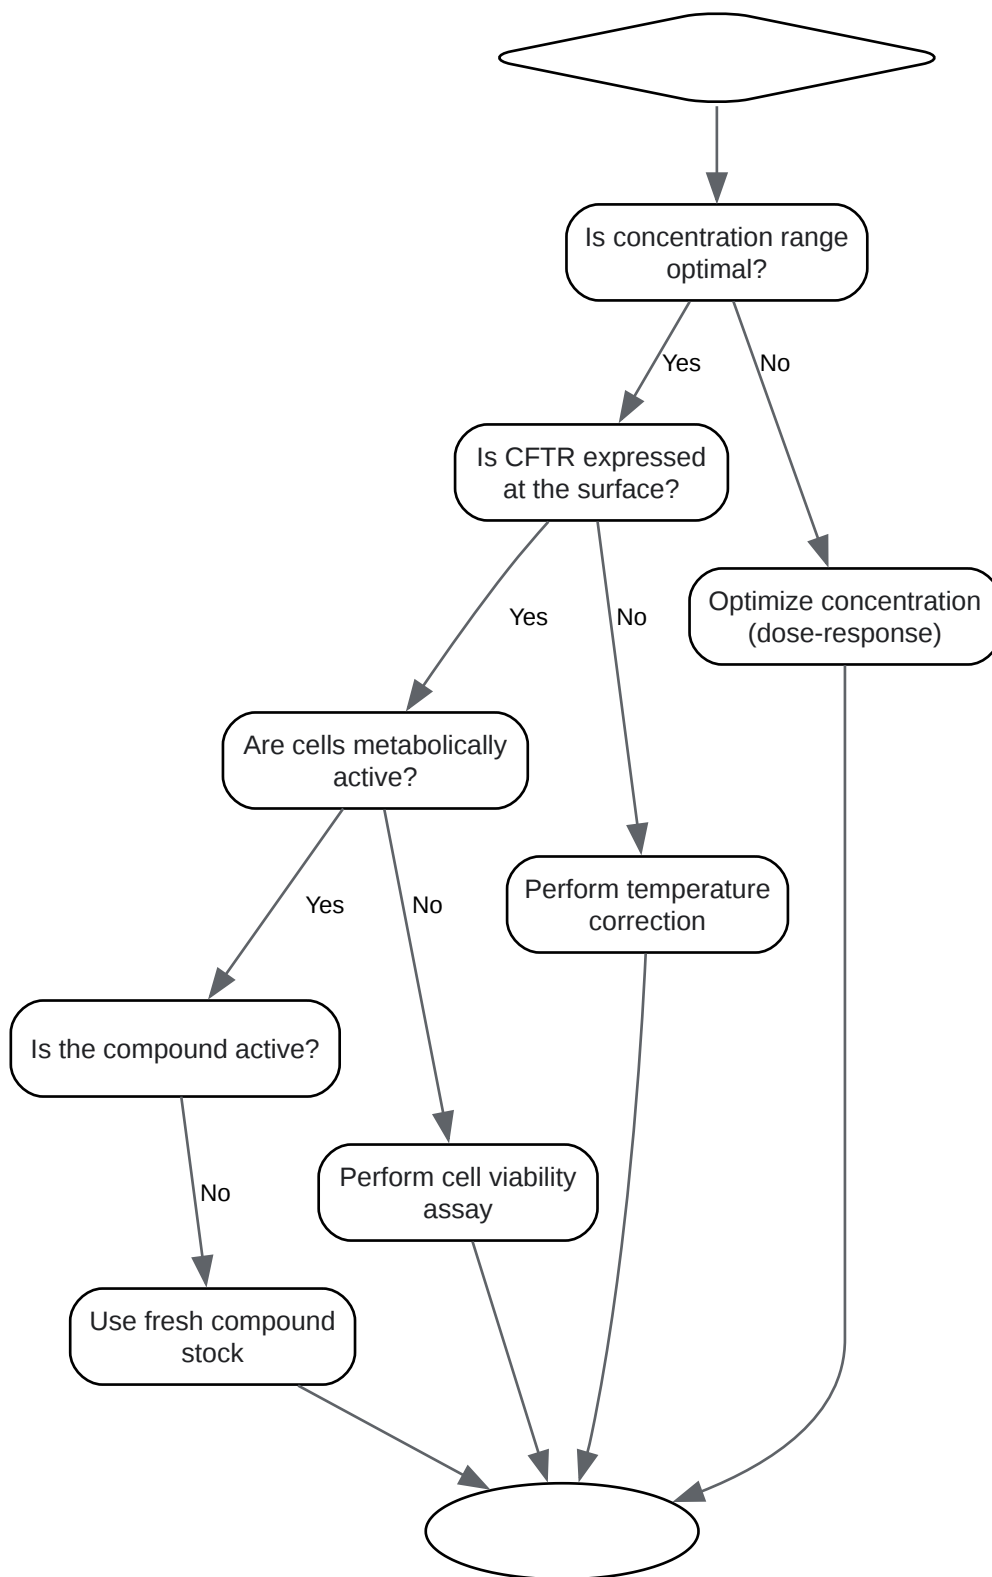 Is concentration range
optimal?
Yes
No
Is CFTR expressed
at the surface?
Yes
No
Optimize concentration
(dose-response)
Are cells metabolically
active?
Yes
No
Perform temperature
correction
Is the compound active?
No
Perform cell viability
assay
Use fresh compound
stock